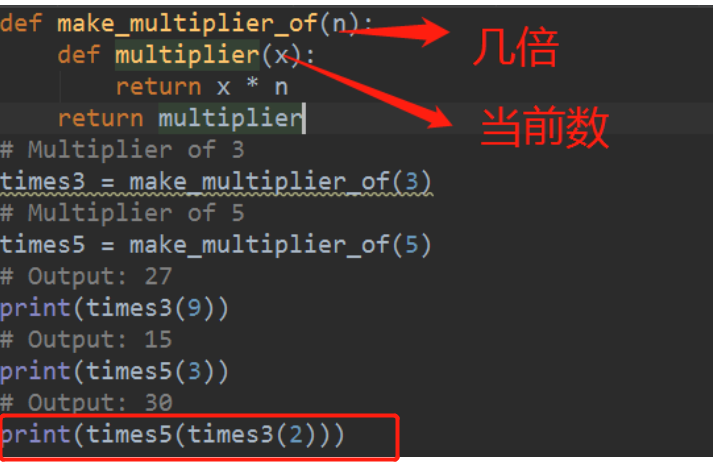 def make_multiplier_of(n):
几倍
    def multiplier(x):
        return x * n
当前数
    return multiplier
# Multiplier of 3
times3 = make_multiplier_of(3)
# Multiplier of 5
times5 = make_multiplier_of(5)
# Output: 27
print(times3(9))
# Output: 15
print(times5(3))
# Output: 30
print(times5(times3(2)))